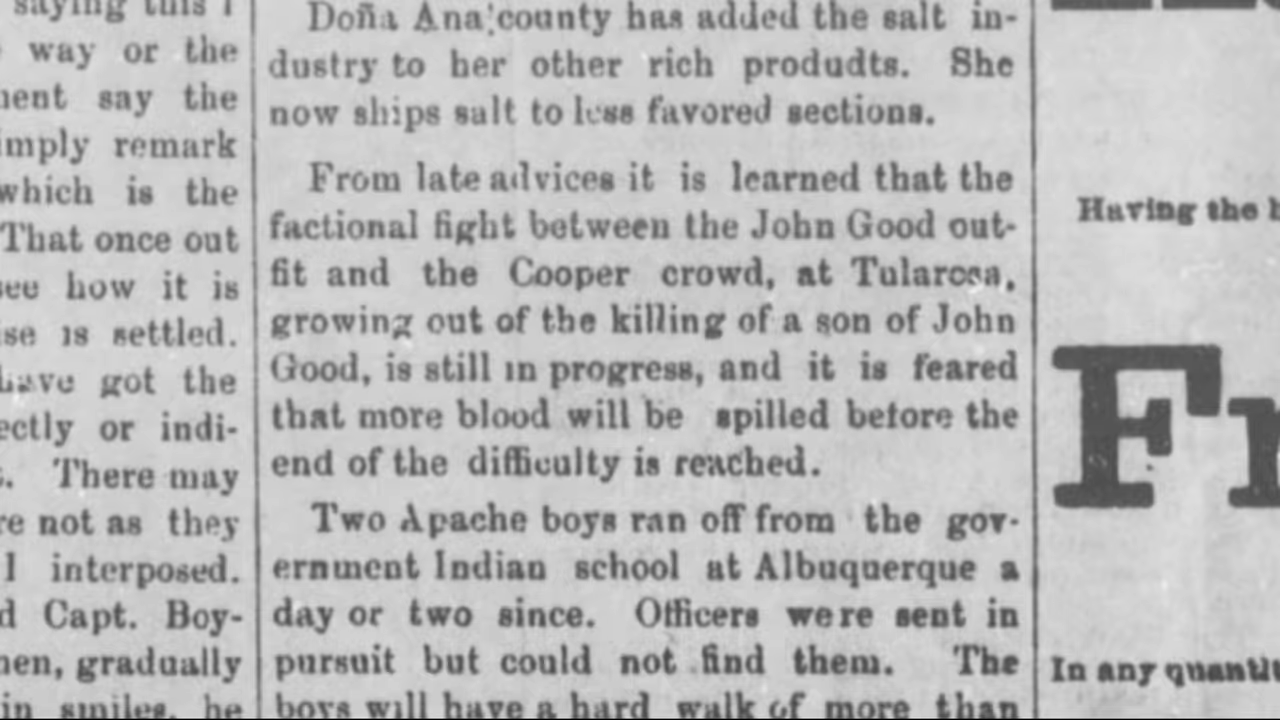 saying this I
way or the
say the
remark
which is the
That once out
see how it is
is settled.
have got the
or indi-
There may
not as they
I interposed.
Capt. Boy-
gradually
in smiles, he
Doña Ana county has added the salt in-
dustry to her other rich produdts. She
now ships salt to less favored sections.
From late advices it is learned that the
factional fight between the John Good out-
fit and the Cooper crowd, at Tularosa,
growing out of the killing of a son of John
Good, is still in progress, and it is feared
that more blood will be spilled before the
end of the difficulty is reached.
Two Apache boys ran off from the gov-
ernment Indian school at Albuquerque a
day or two since. Officers were sent in
pursuit but could not find them. The
boys will have a hard walk of more than
Having the
Fr
In any